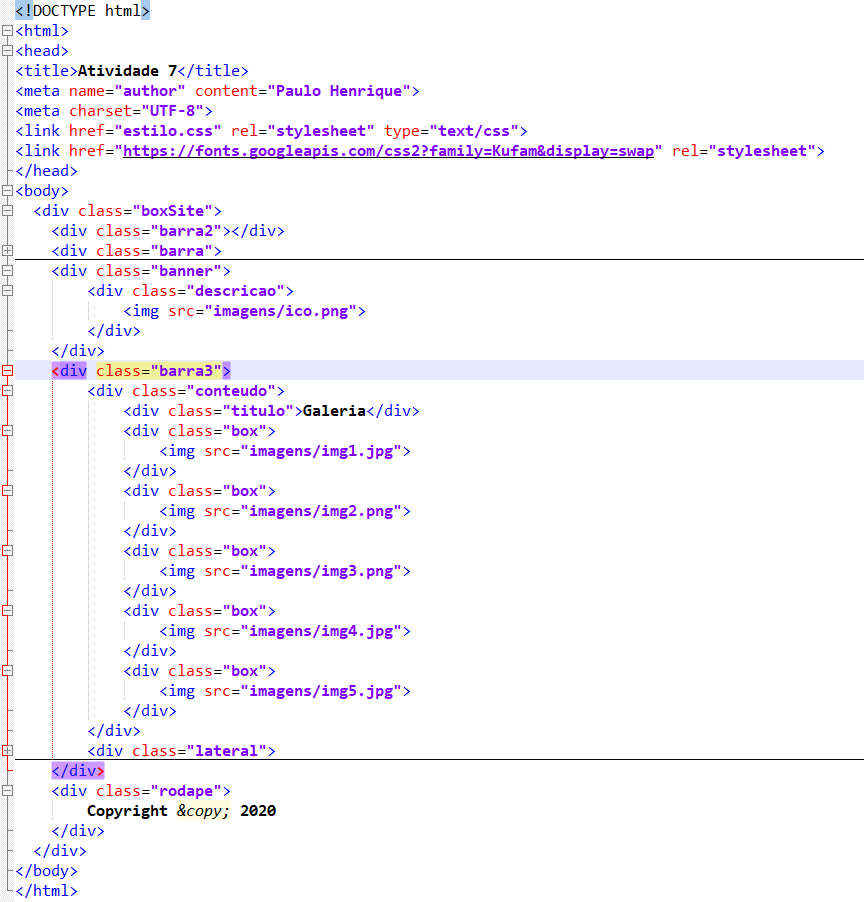 <!DOCTYPE html>
<html>
<head>
<title>Atividade 7</title>
<meta name="author" content="Paulo Henrique">
<meta charset="UTF-8">
<link href="estilo.css" rel="stylesheet" type="text/css">
<link href="https://fonts.googleapis.com/css2?family=Kufam&display=swap" rel="stylesheet">
</head>
<body>
<div class="boxSite">
<div class="barra2"></div>
<div class="barra">
<div class="banner">
<div class="descricao">
<img src="imagens/ico.png">
</div>
</div>
<div class="barra3">
<div class="conteudo">
<div class="titulo">Galeria</div>
<div class="box">
<img src="imagens/img1.jpg">
</div>
<div class="box">
<img src="imagens/img2.png">
</div>
<div class="box">
<img src="imagens/img3.png">
</div>
<div class="box">
<img src="imagens/img4.jpg">
</div>
<div class="box">
<img src="imagens/img5.jpg">
</div>
</div>
<div class="lateral">
</div>
<div class="rodape">
Copyright &copy; 2020
</div>
</div>
</body>
</html>